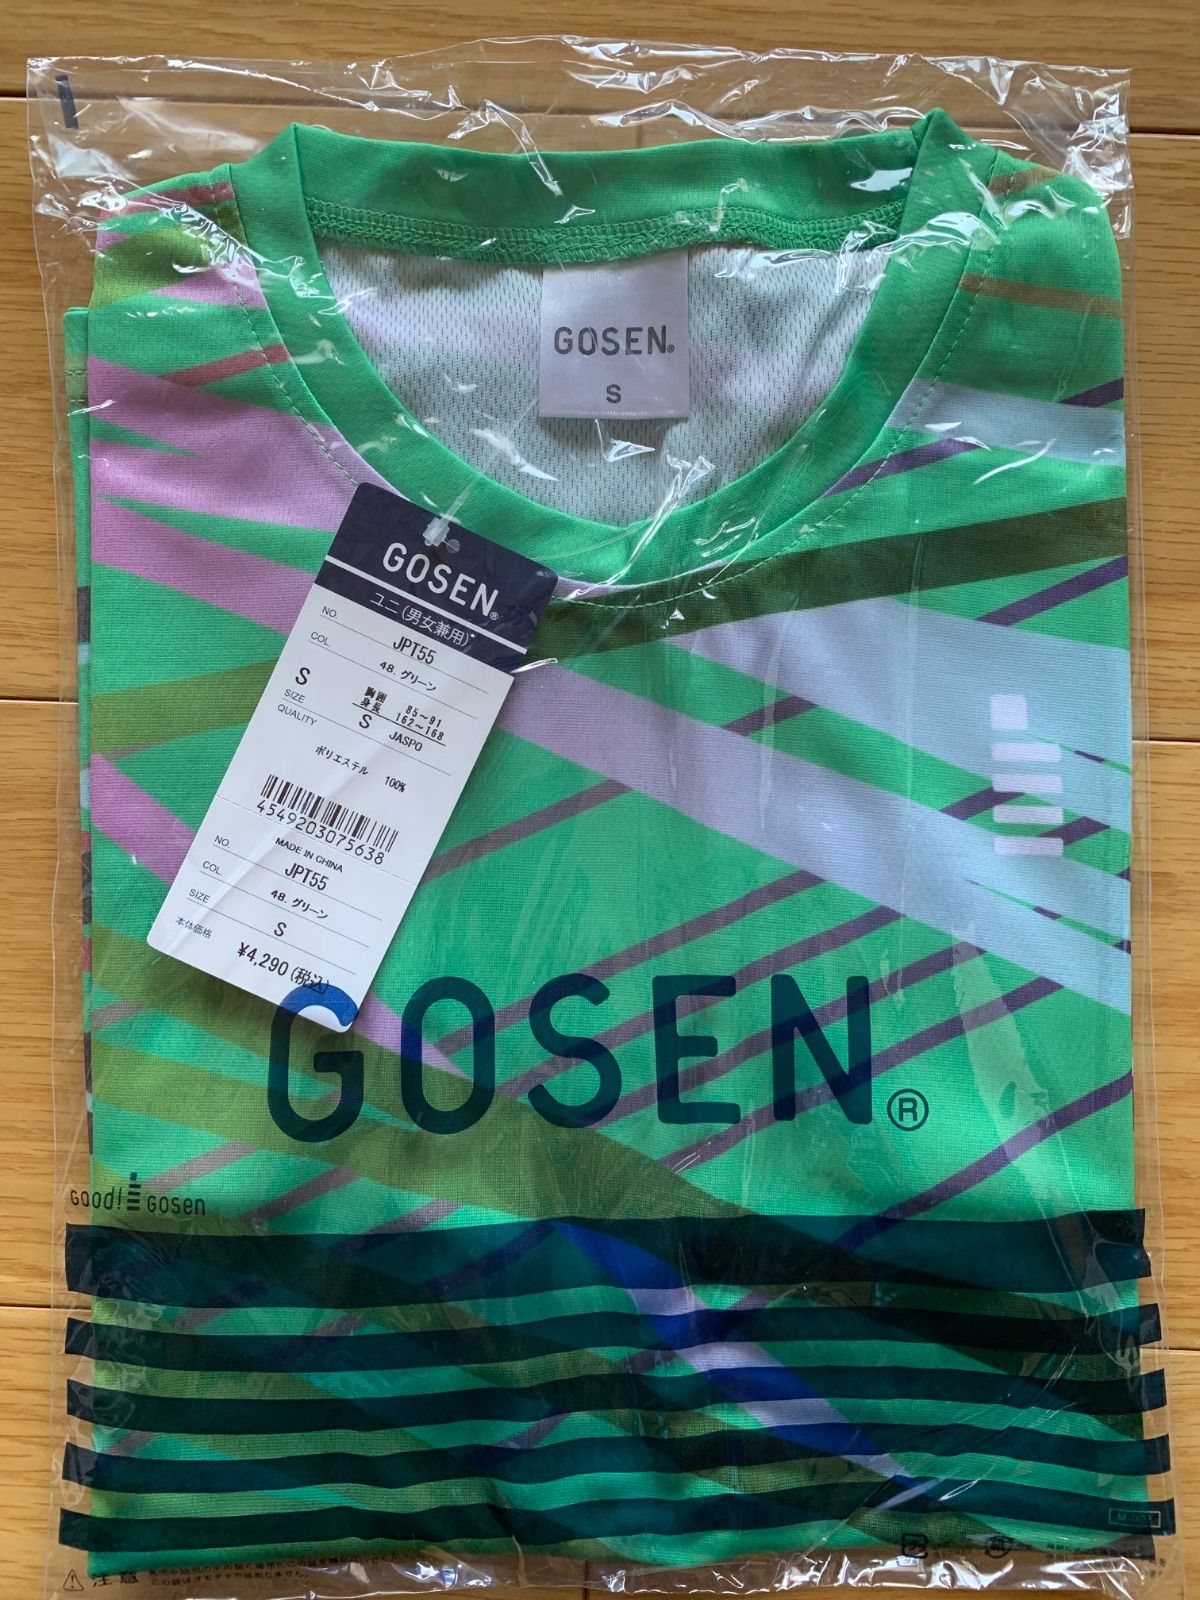 GOSEN®
S
GOSEN®
ユニ(男女兼用)
NO. JPT55
COL. 48. グリーン
S 胸囲 85~91
SIZE 身長 162~168
QUALITY S JASPO
ポリエステル 100%
4549203075638
MADE IN CHINA
NO. JPT55
COL. 48. グリーン
SIZE S
本体価格 ¥4,290(税込)
GOSEN®
Good! GOSEN
M-001
注意